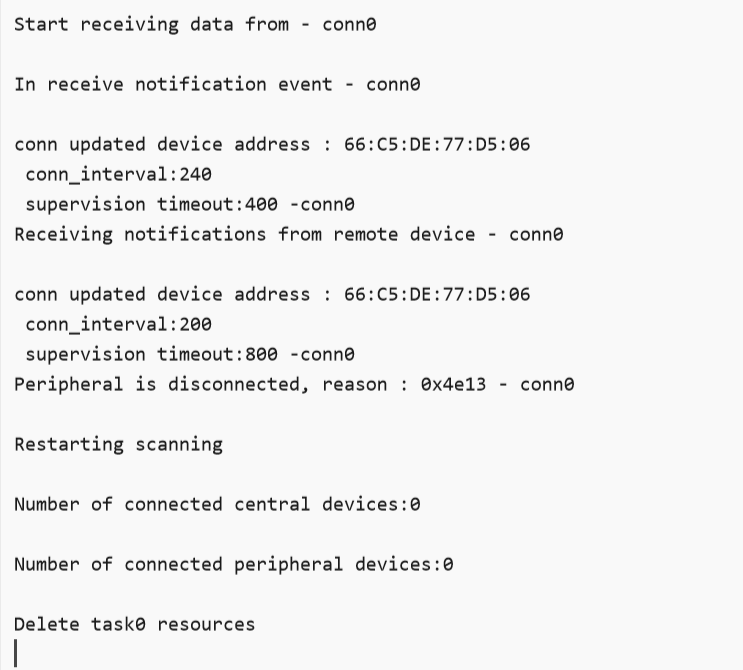 Start receiving data from - conn0
In receive notification event - conn0
conn updated device address : 66:C5:DE:77:D5:06
conn_interval:240
supervision timeout:400 -conn0
Receiving notifications from remote device - conn0
conn updated device address : 66:C5:DE:77:D5:06
conn_interval:200
supervision timeout:800 -conn0
Peripheral is disconnected, reason : 0x4e13 - conn0
Restarting scanning
Number of connected central devices:0
Number of connected peripheral devices:0
Delete task0 resources